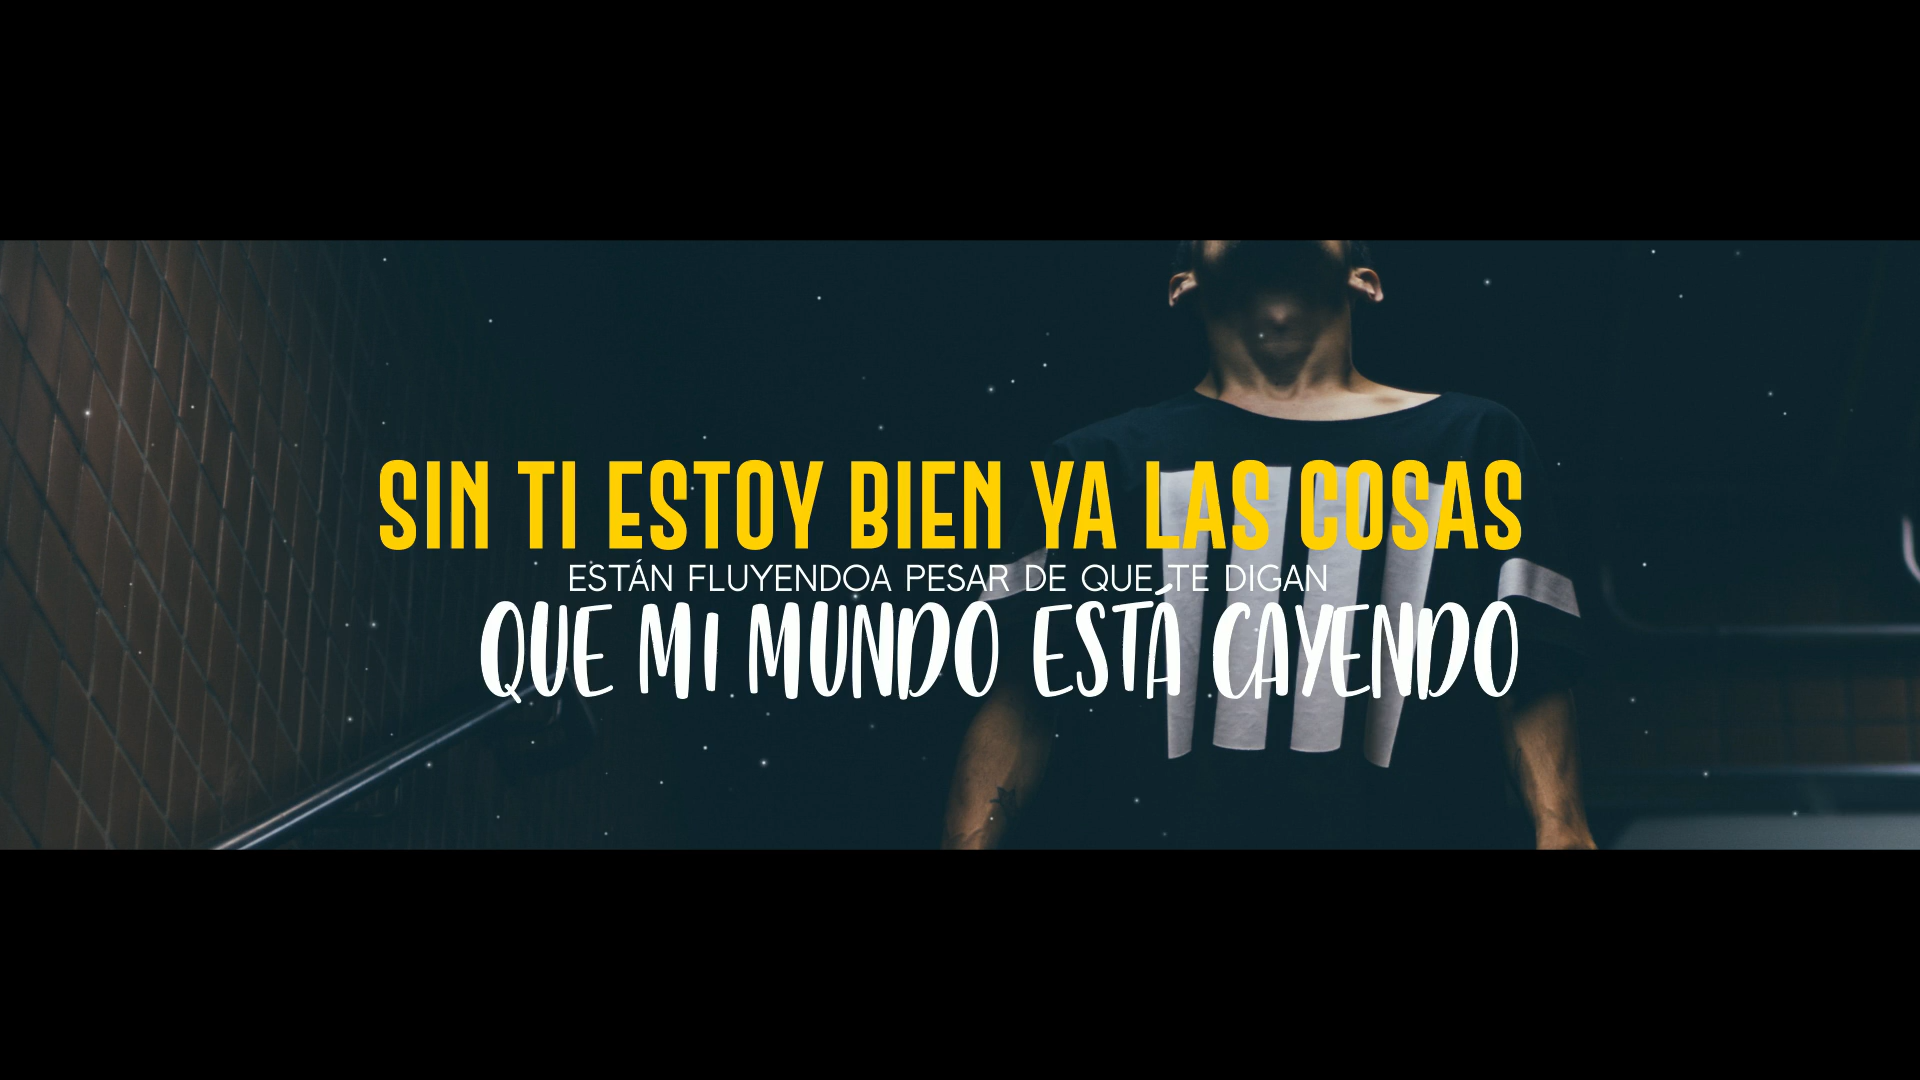 SIN TI ESTOY BIEN YA LAS COSAS
ESTÁN FLUYENDOA PESAR DE QUE TE DIGAN
QUE MI MUNDO ESTÁ CAYENDO